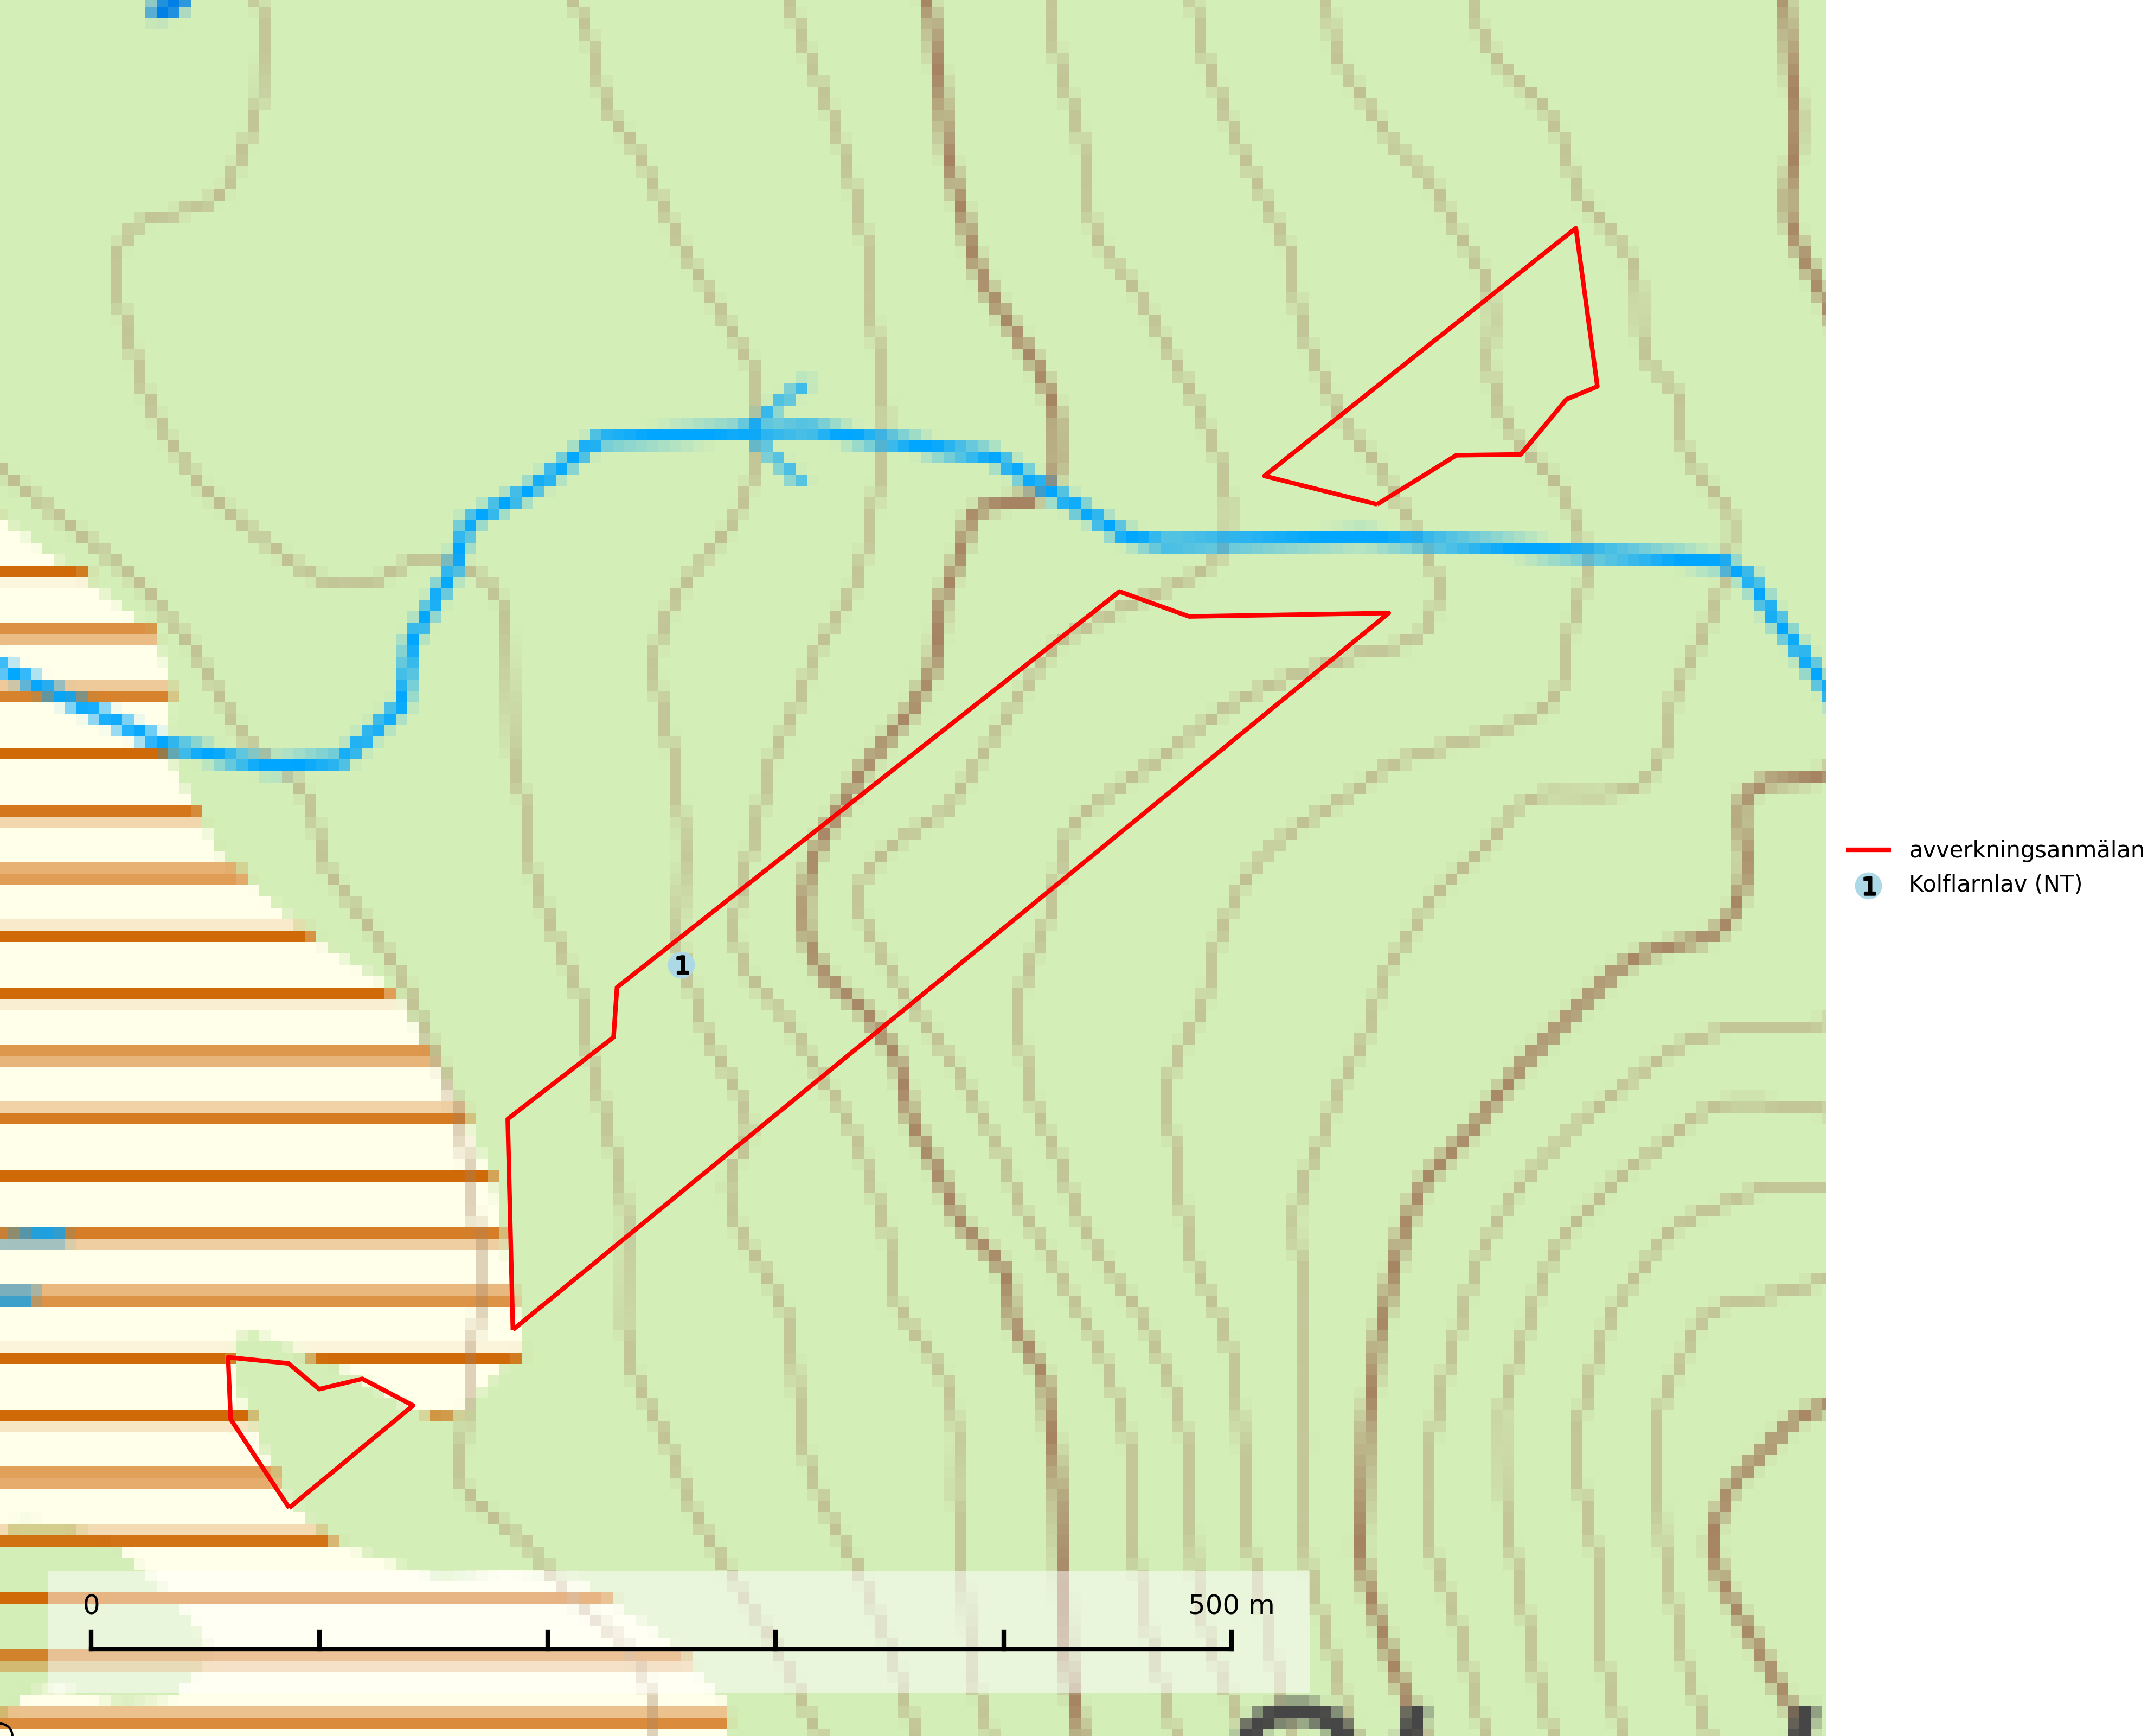 1
avverkningsanmälan
1 Kolflarnlav (NT)
0 500 m